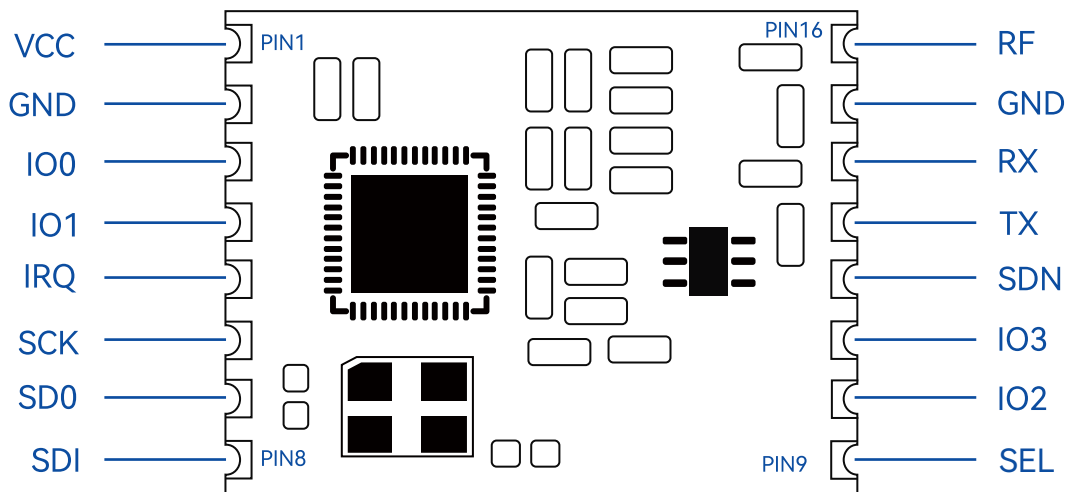 VCC PIN1 PIN16 RF
GND GND
IO0 RX
IO1 TX
IRQ SDN
SCK IO3
SD0 IO2
SDI PIN8 PIN9 SEL